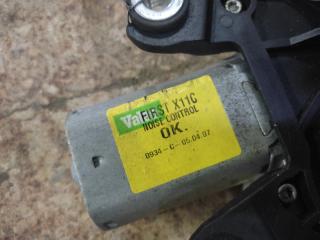 Valeo FIRST X11C
NOISE CONTROL
OK.
0934-C-05.04.07